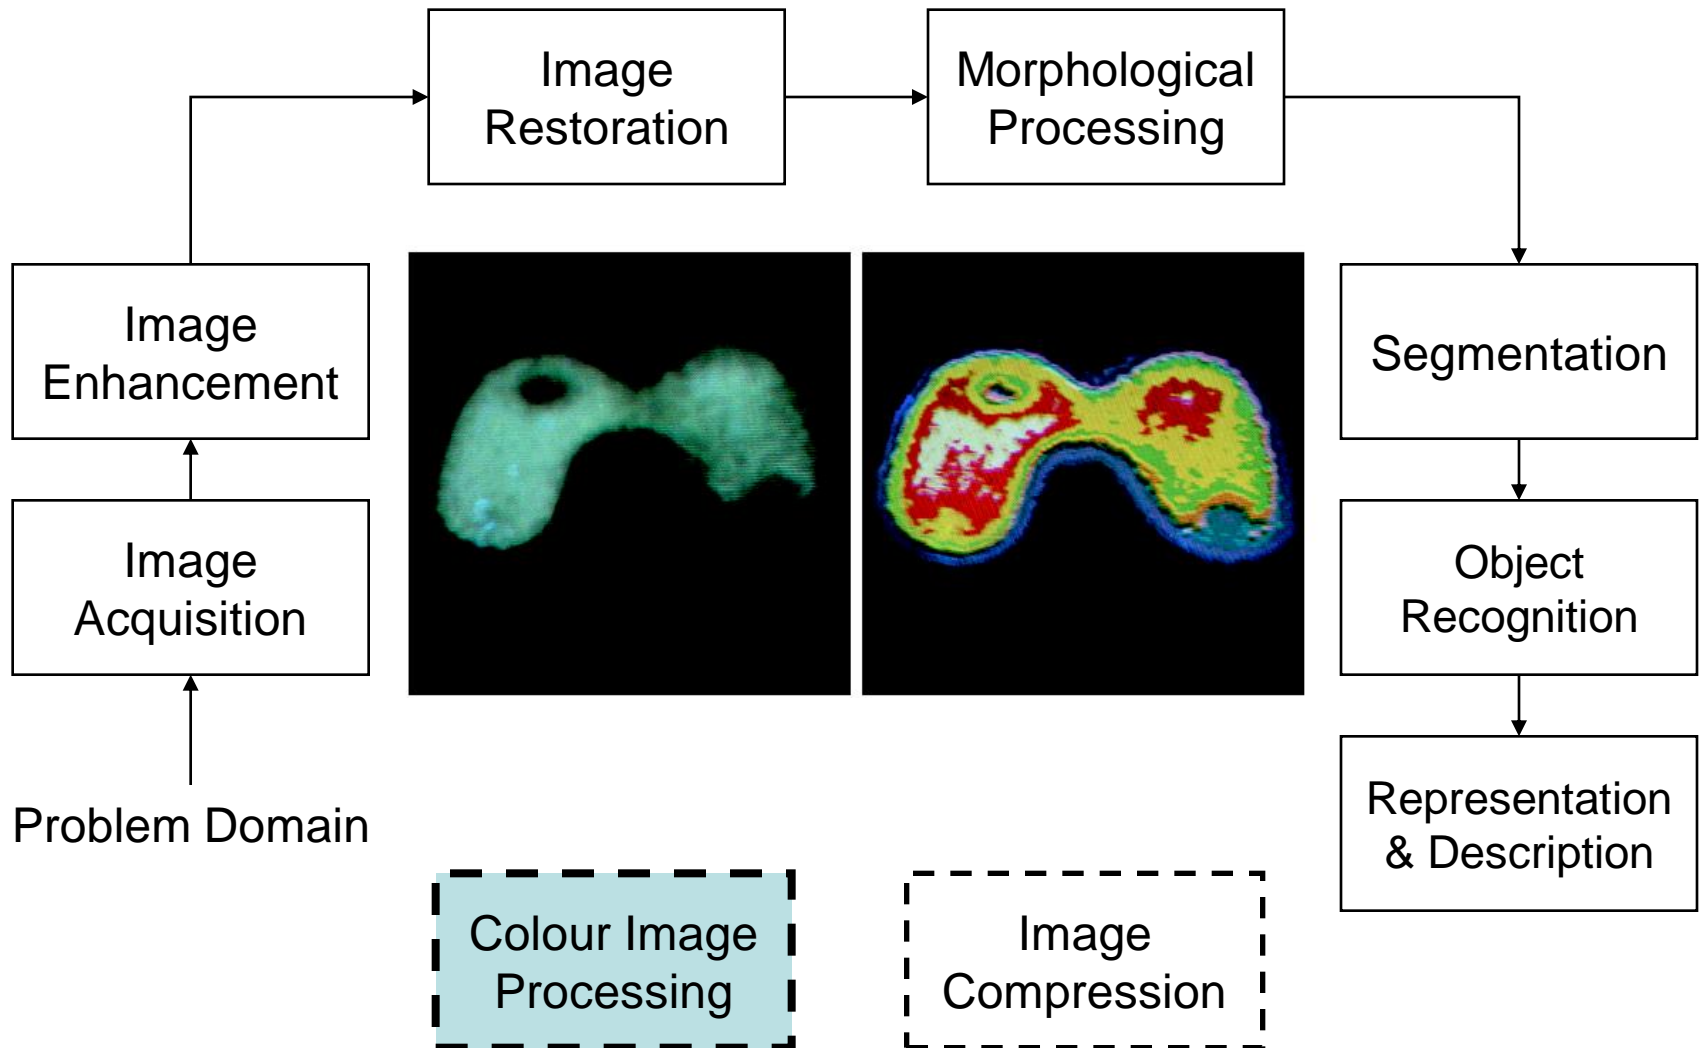 Image
Restoration
Morphological
Processing
Image
Enhancement
Segmentation
Image
Acquisition
Object
Recognition
Problem Domain
Representation
& Description
Colour Image
Processing
Image
Compression